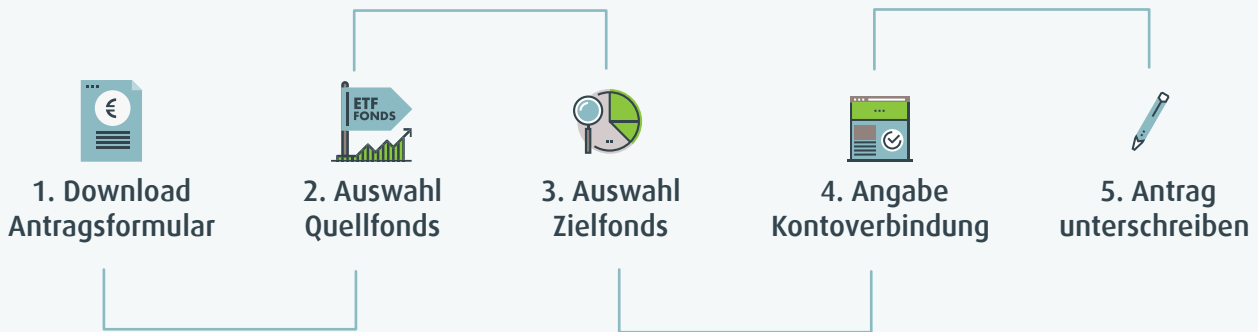 ETF
FONDS
€
1. Download
Antragsformular
2. Auswahl
Quellfonds
3. Auswahl
Zielfonds
4. Angabe
Kontoverbindung
5. Antrag
unterschreiben